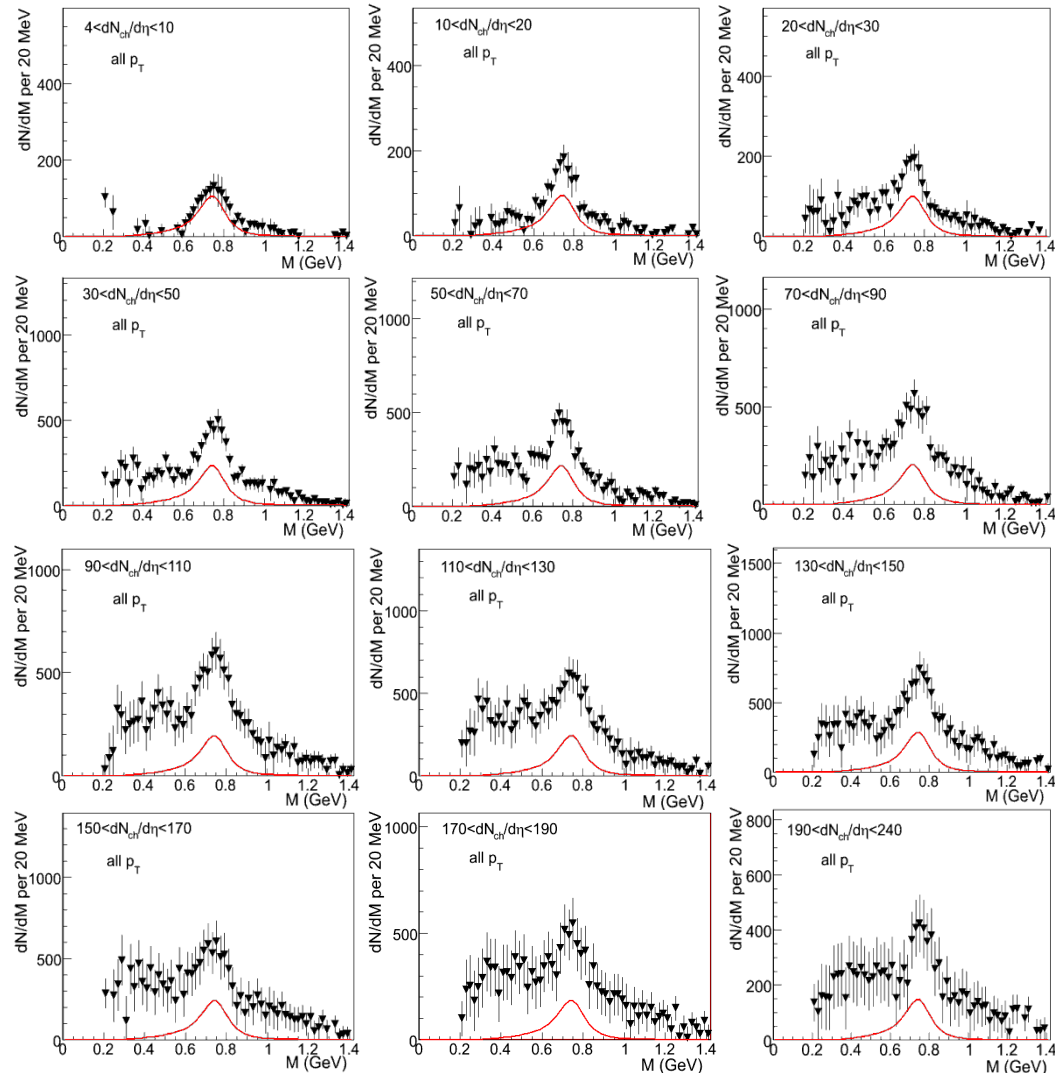 dN/dM per 20 MeV
4<dN_ch/dη<10
all p_T
400
200
0
0 0.2 0.4 0.6 0.8 1 1.2 1.4
M (GeV)
dN/dM per 20 MeV
10<dN_ch/dη<20
all p_T
400
200
0
0 0.2 0.4 0.6 0.8 1 1.2 1.4
M (GeV)
dN/dM per 20 MeV
20<dN_ch/dη<30
all p_T
400
200
0
0 0.2 0.4 0.6 0.8 1 1.2 1.4
M (GeV)
dN/dM per 20 MeV
30<dN_ch/dη<50
all p_T
1000
500
0
0 0.2 0.4 0.6 0.8 1 1.2 1.4
M (GeV)
dN/dM per 20 MeV
50<dN_ch/dη<70
all p_T
1000
500
0
0 0.2 0.4 0.6 0.8 1 1.2 1.4
M (GeV)
dN/dM per 20 MeV
70<dN_ch/dη<90
all p_T
1000
500
0
0 0.2 0.4 0.6 0.8 1 1.2 1.4
M (GeV)
dN/dM per 20 MeV
90<dN_ch/dη<110
all p_T
1000
500
0
0 0.2 0.4 0.6 0.8 1 1.2 1.4
M (GeV)
dN/dM per 20 MeV
110<dN_ch/dη<130
all p_T
1000
500
0
0 0.2 0.4 0.6 0.8 1 1.2 1.4
M (GeV)
dN/dM per 20 MeV
130<dN_ch/dη<150
all p_T
1500
1000
500
0
0 0.2 0.4 0.6 0.8 1 1.2 1.4
M (GeV)
dN/dM per 20 MeV
150<dN_ch/dη<170
all p_T
1000
500
0
0 0.2 0.4 0.6 0.8 1 1.2 1.4
M (GeV)
dN/dM per 20 MeV
170<dN_ch/dη<190
all p_T
1000
500
0
0 0.2 0.4 0.6 0.8 1 1.2 1.4
M (GeV)
dN/dM per 20 MeV
190<dN_ch/dη<240
all p_T
800
600
400
200
0
0 0.2 0.4 0.6 0.8 1 1.2 1.4
M (GeV)